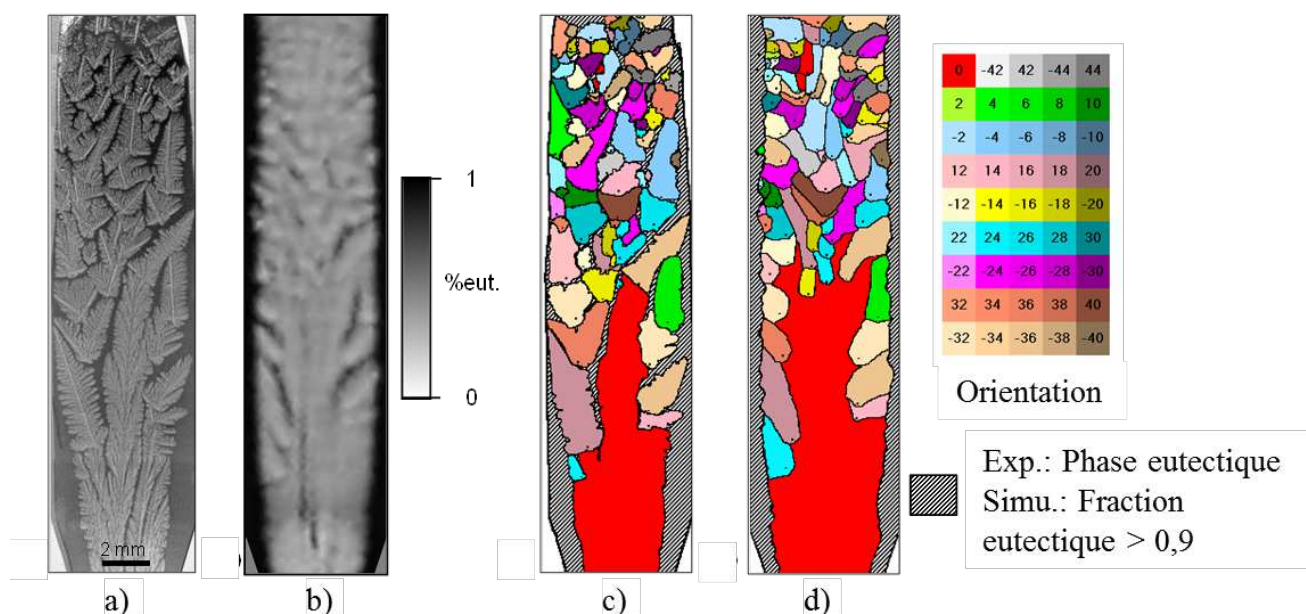 2 mm
1
%eut.
0
0 -42 42 -44 44
2 4 6 8 10
-2 -4 -6 -8 -10
12 14 16 18 20
-12 -14 -16 -18 -20
22 24 26 28 30
-22 -24 -26 -28 -30
32 34 36 38 40
-32 -34 -36 -38 -40
Orientation
Exp.: Phase eutectique
Simu.: Fraction
eutectique > 0,9
a)
b)
c)
d)